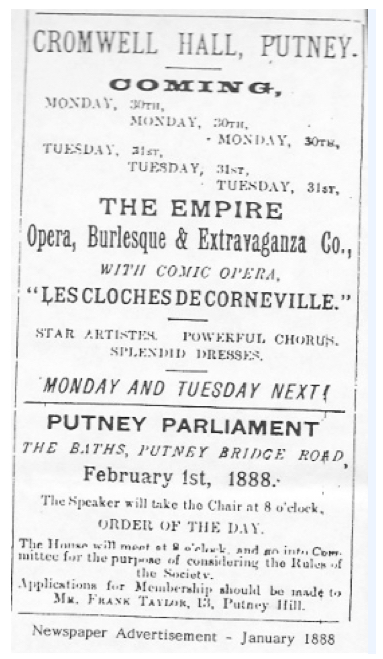 CROMWELL HALL, PUTNEY.
COMING,
MONDAY, 30TH,
MONDAY, 30TH,
MONDAY, 30TH,
TUESDAY, 31ST,
TUESDAY, 31ST,
TUESDAY, 31ST,
THE EMPIRE
Opera, Burlesque & Extravaganza Co.,
WITH COMIC OPERA,
"LES CLOCHES DE CORNEVILLE."
STAR ARTISTES. POWERFUL CHORUS.
SPLENDID DRESSES.
MONDAY AND TUESDAY NEXT!
PUTNEY PARLIAMENT
THE BATHS, PUTNEY BRIDGE ROAD,
February 1st, 1888.
The Speaker will take the Chair at 8 o'clock,
ORDER OF THE DAY.
The House will meet at 8 o'clock, and go into Com-
mittee for the purpose of considering the Rules of
the Society.
Applications for Membership should be made to
MR. FRANK TAYLOR, 13, Putney Hill.
Newspaper Advertisement - January 1888